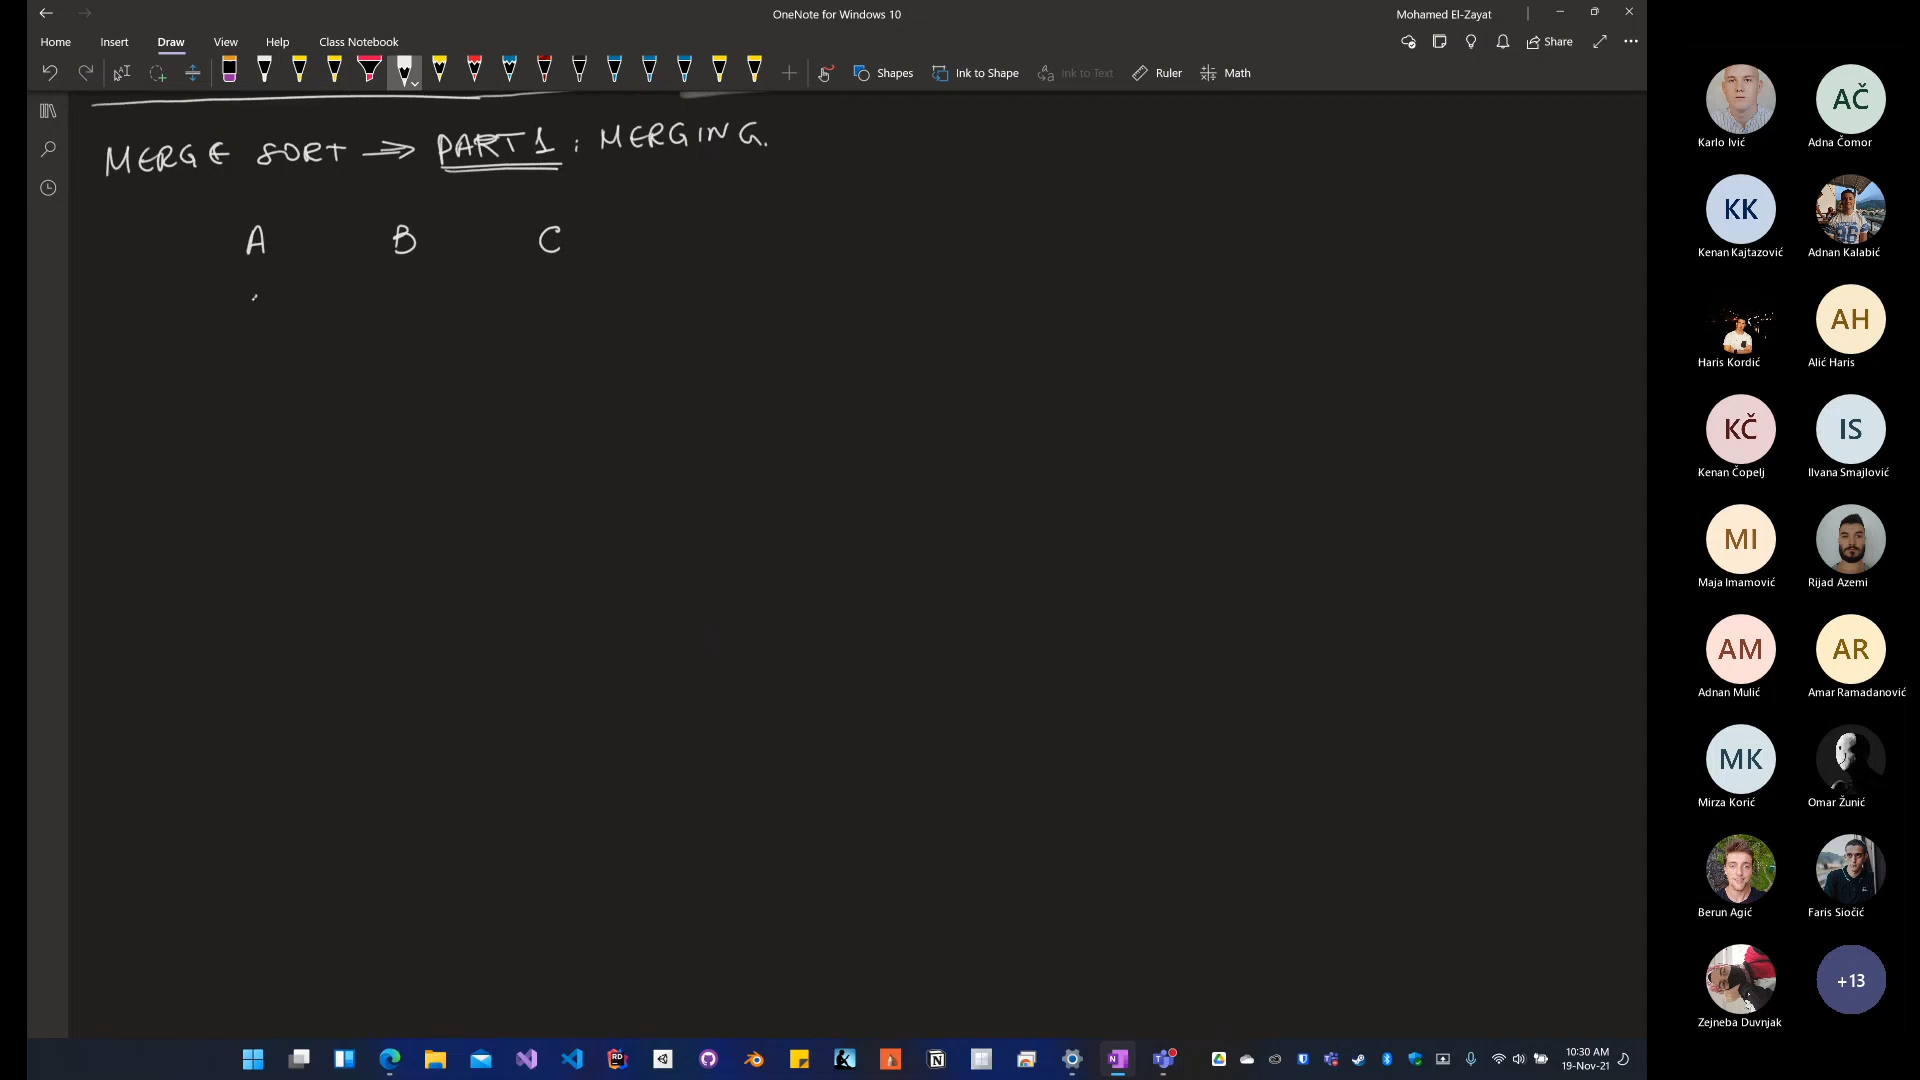 OneNote for Windows 10
Mohamed El-Zayat
Home Insert Draw View Help Class Notebook
Share
Shapes Ink to Shape Ink to Text Ruler Math
MERGE SORT → PART 1 : MERGING.
A B C
Karlo Ivić
AČ
Adna Čomor
KK
Kenan Kajtazović
Adnan Kalabić
Haris Kordić
AH
Alić Haris
KČ
Kenan Čopelj
IS
Ilvana Smajlović
MI
Maja Imamović
Rijad Azemi
AM
Adnan Mulić
AR
Amar Ramadanović
MK
Mirza Korić
Omar Žunić
Berun Agić
Faris Siočić
Zejneba Duvnjak
+13
10:30 AM
19-Nov-21